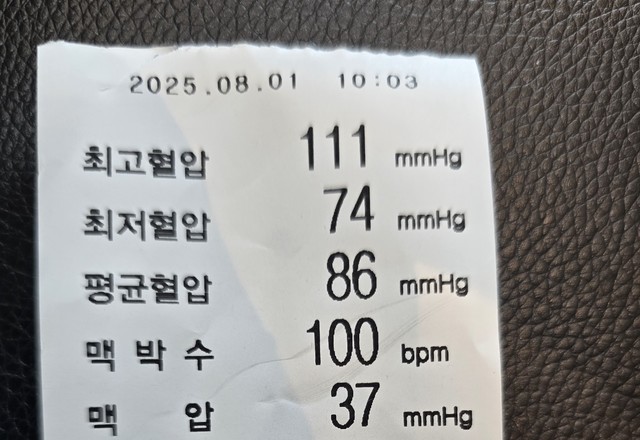 2025.08.01 10:03
최고혈압 111 mmHg
최저혈압 74 mmHg
평균혈압 86 mmHg
맥 박 수 100 bpm
맥 압 37 mmHg